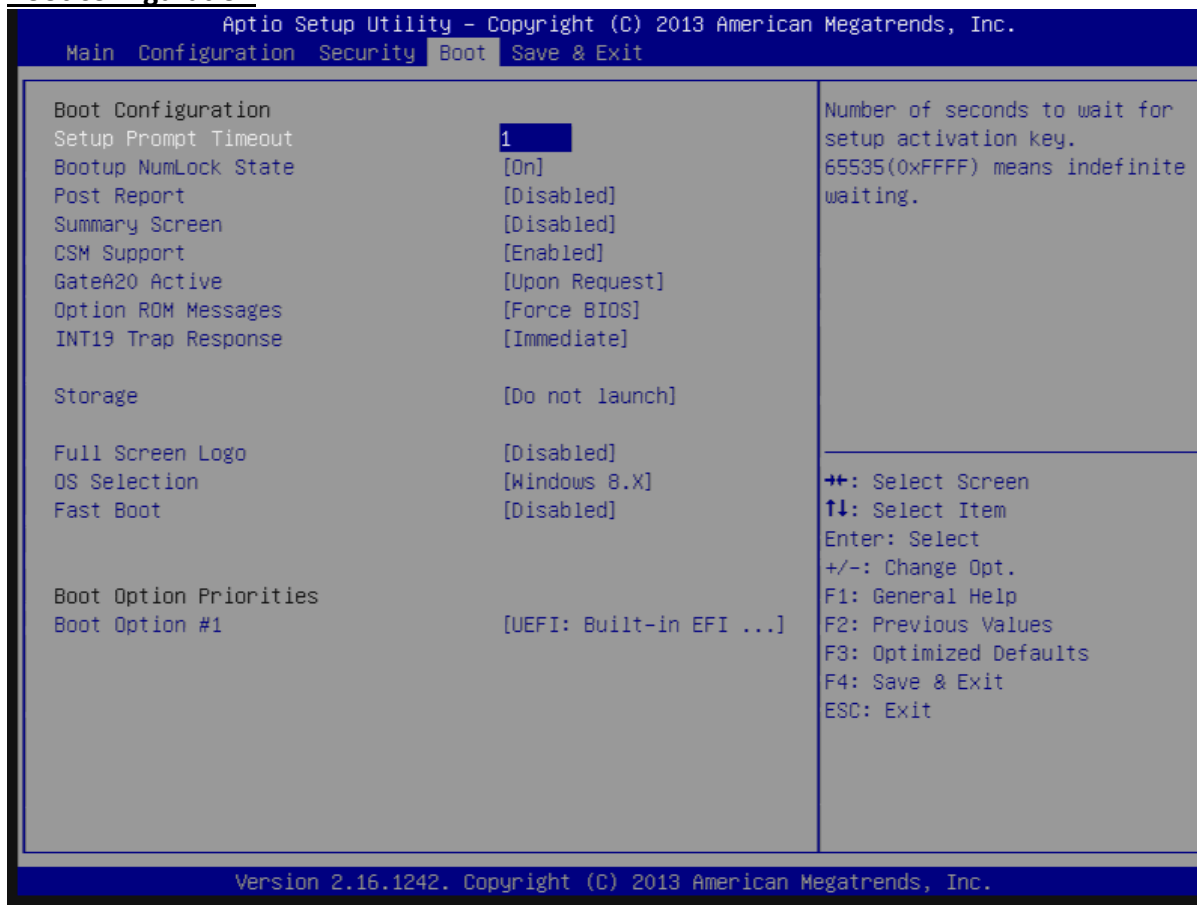 Aptio Setup Utility – Copyright (C) 2013 American Megatrends, Inc.
Main Configuration Security Boot Save & Exit
Boot Configuration
Setup Prompt Timeout 1
Bootup NumLock State [On]
Post Report [Disabled]
Summary Screen [Disabled]
CSM Support [Enabled]
GateA20 Active [Upon Request]
Option ROM Messages [Force BIOS]
INT19 Trap Response [Immediate]
Storage [Do not launch]
Full Screen Logo [Disabled]
OS Selection [Windows 8.X]
Fast Boot [Disabled]
Boot Option Priorities
Boot Option #1 [UEFI: Built-in EFI ...]
Number of seconds to wait for
setup activation key.
65535(0xFFFF) means indefinite
waiting.
→←: Select Screen
↑↓: Select Item
Enter: Select
+/-: Change Opt.
F1: General Help
F2: Previous Values
F3: Optimized Defaults
F4: Save & Exit
ESC: Exit
Version 2.16.1242. Copyright (C) 2013 American Megatrends, Inc.